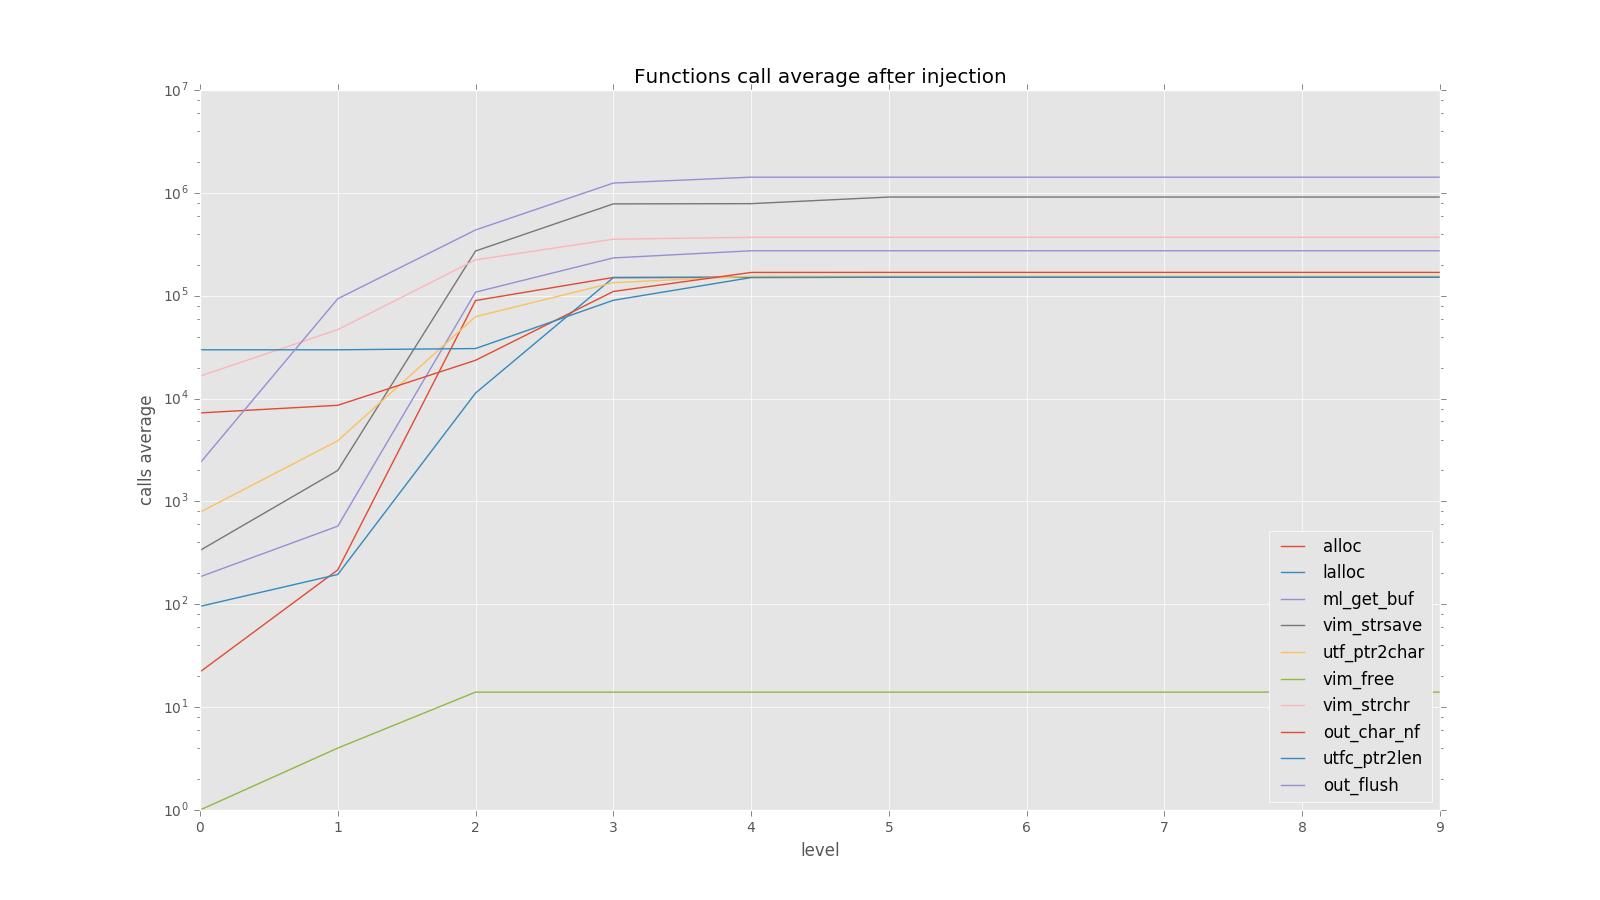 Functions call average after injection
10^7
10^6
10^5
10^4
10^3
10^2
10^1
10^0
calls average
0 1 2 3 4 5 6 7 8 9
level
alloc
lalloc
ml_get_buf
vim_strsave
utf_ptr2char
vim_free
vim_strchr
out_char_nf
utfc_ptr2len
out_flush